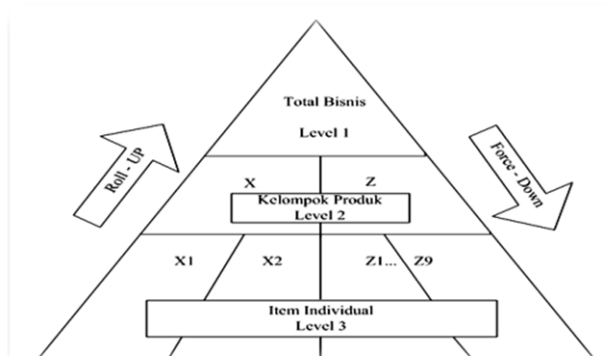 Total Bisnis
Level 1
Roll - UP
Force - Down
X
Z
Kelompok Produk
Level 2
X1
X2
Z1...
Z9
Item Individual
Level 3